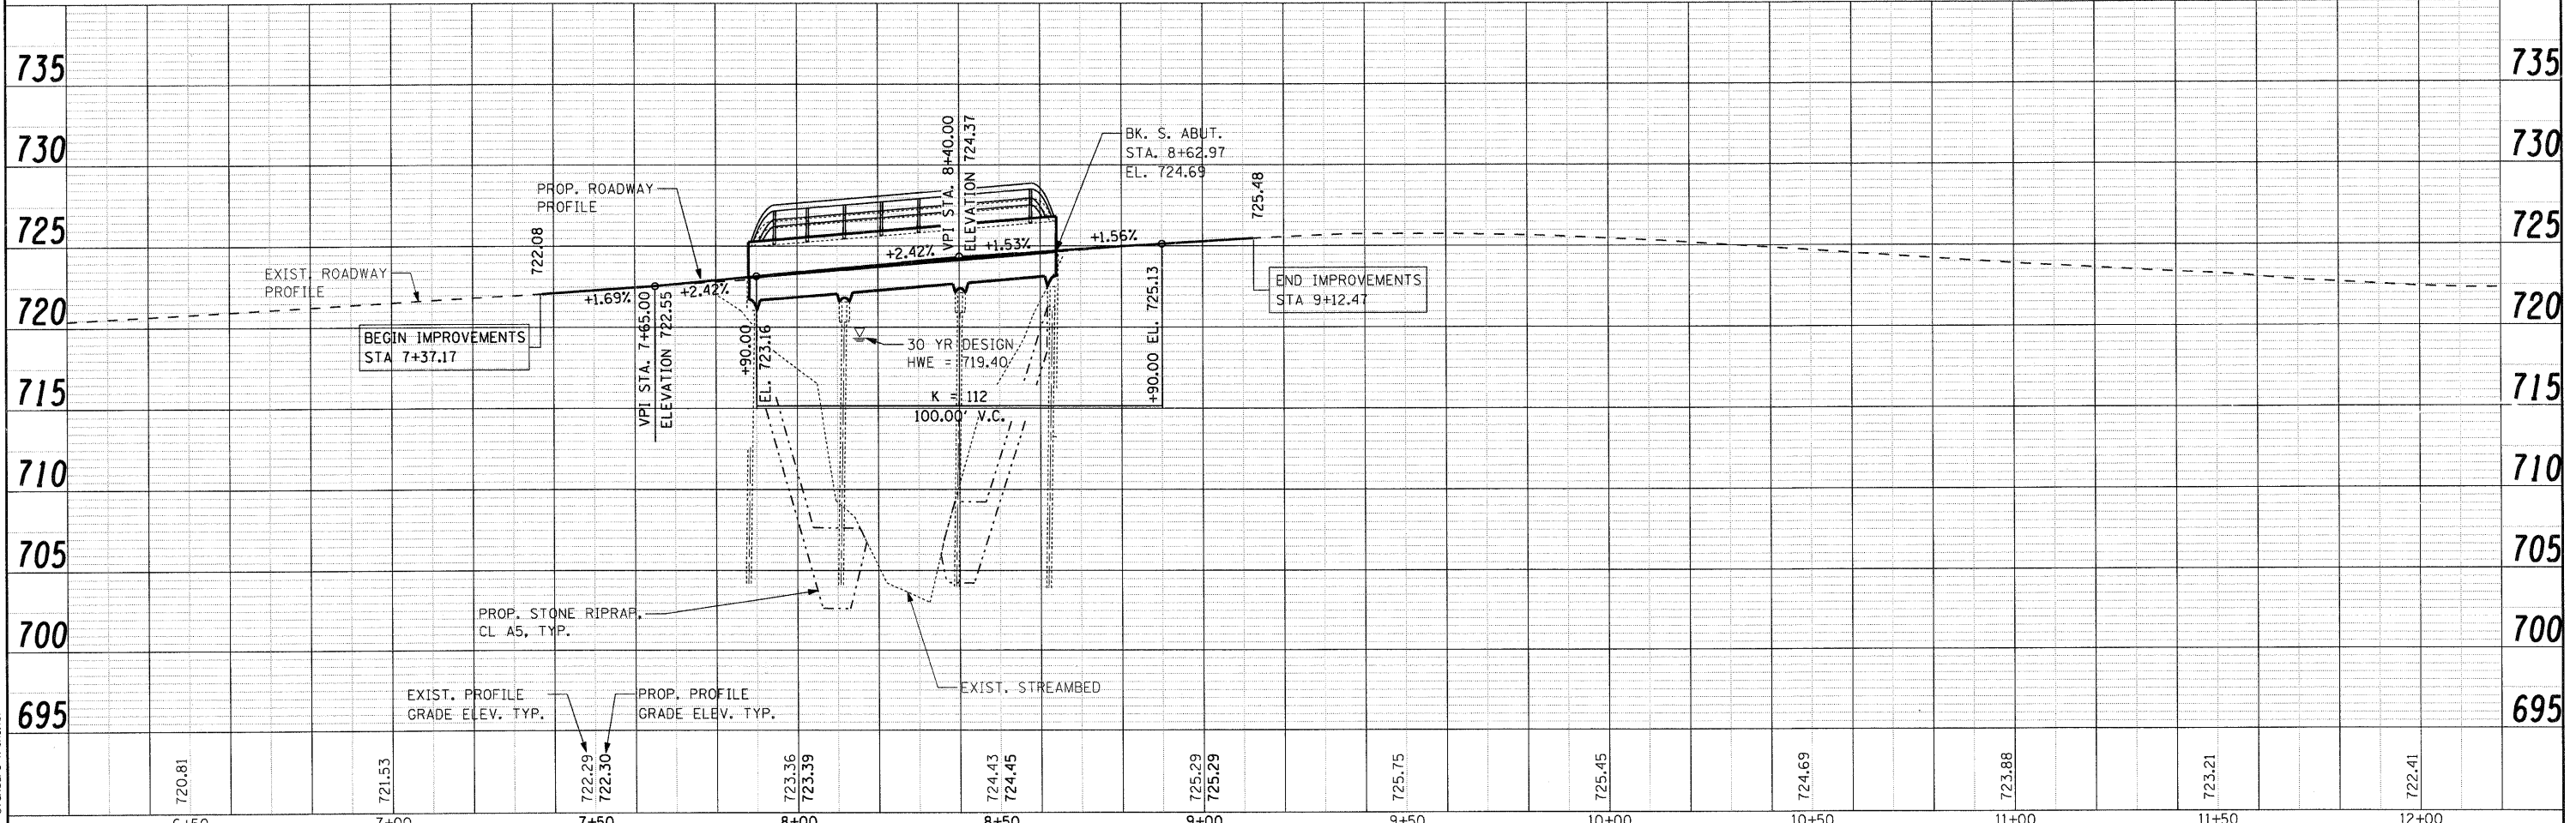 735
735
730
730
725
725
720
720
715
715
710
710
705
705
700
700
695
695
BK. S. ABUT.
STA. 8+62.97
EL. 724.69
VPI STA. 8+40.00
ELEVATION 724.37
PROP. ROADWAY
PROFILE
725.48
722.08
EXIST. ROADWAY
PROFILE
+1.69%
+2.42%
+2.42%
+1.53%
+1.56%
BEGIN IMPROVEMENTS
STA 7+37.17
END IMPROVEMENTS
STA 9+12.47
VPI STA. 7+65.00
ELEVATION 722.55
+90.00
EL. 723.16
30 YR DESIGN
HWE = 719.40
K = 112
100.00' V.C.
+90.00 EL. 725.13
PROP. STONE RIPRAP,
CL A5, TYP.
EXIST. STREAMBED
EXIST. PROFILE
GRADE ELEV. TYP.
PROP. PROFILE
GRADE ELEV. TYP.
720.81
721.53
722.29
722.30
723.36
723.39
724.43
724.45
725.29
725.29
725.75
725.45
724.69
723.88
723.21
722.41
6+50
7+00
7+50
8+00
8+50
9+00
9+50
10+00
10+50
11+00
11+50
12+00